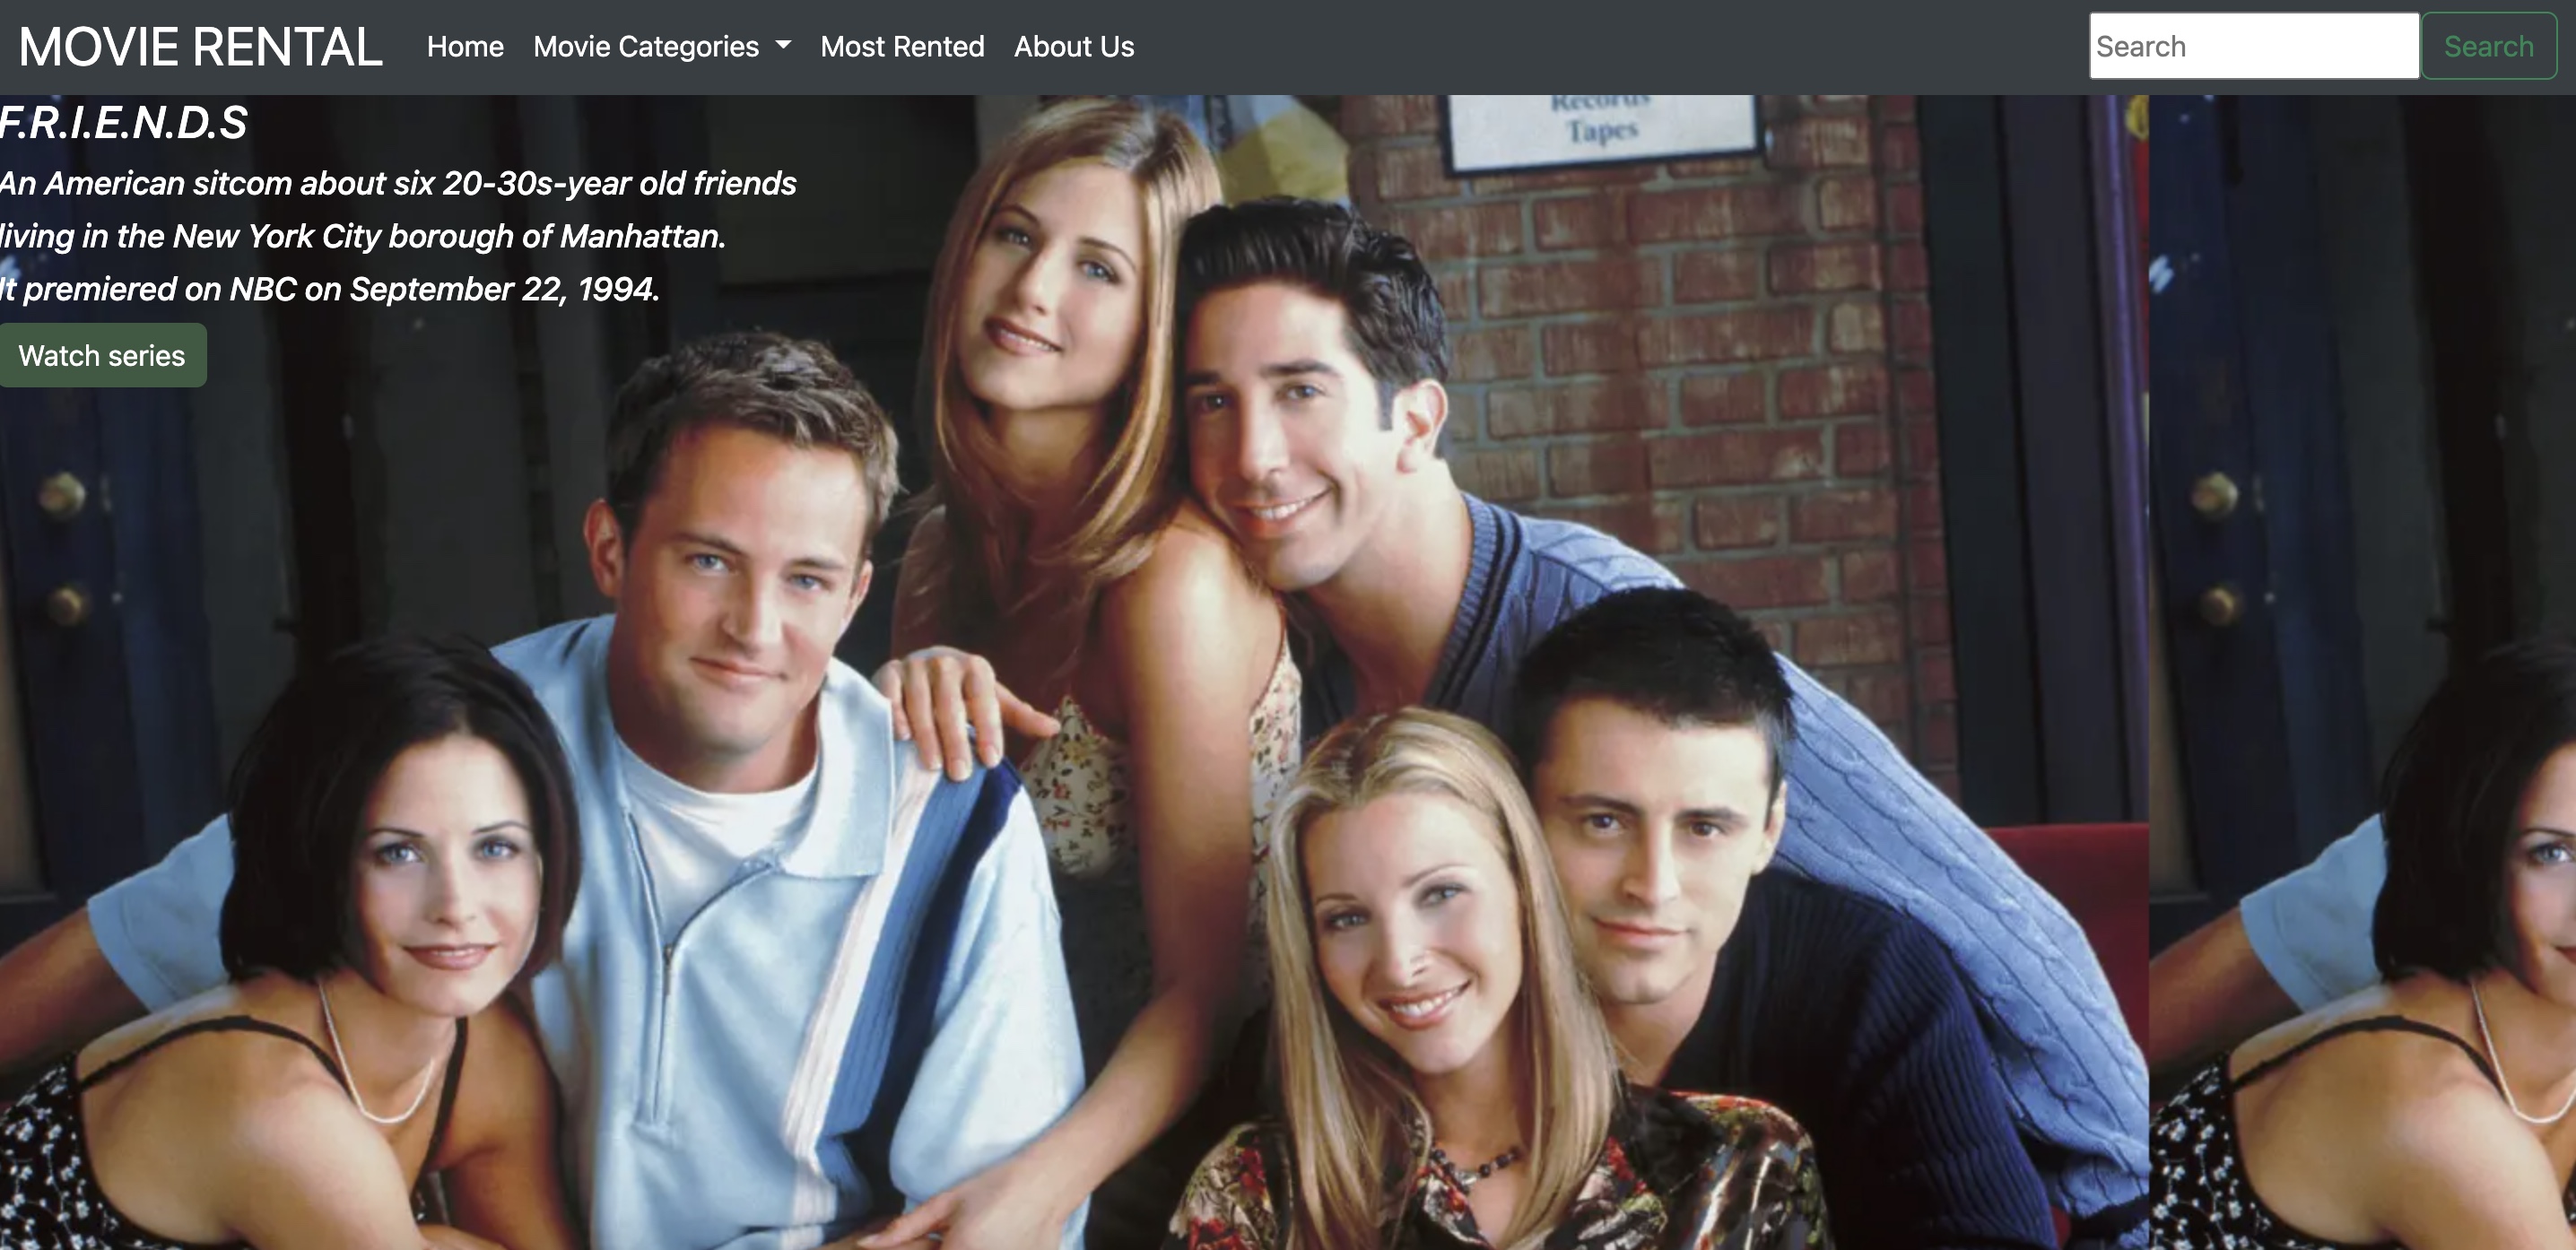 MOVIE RENTAL Home Movie Categories Most Rented About Us Search Search
Records
Tapes
F.R.I.E.N.D.S
An American sitcom about six 20-30s-year old friends
living in the New York City borough of Manhattan.
It premiered on NBC on September 22, 1994.
Watch series